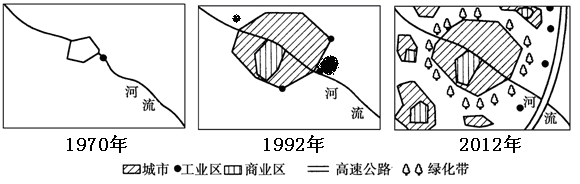 河
流
河
流
河
流
1970年
1992年
2012年
城市 工业区 商业区 高速公路 绿化带